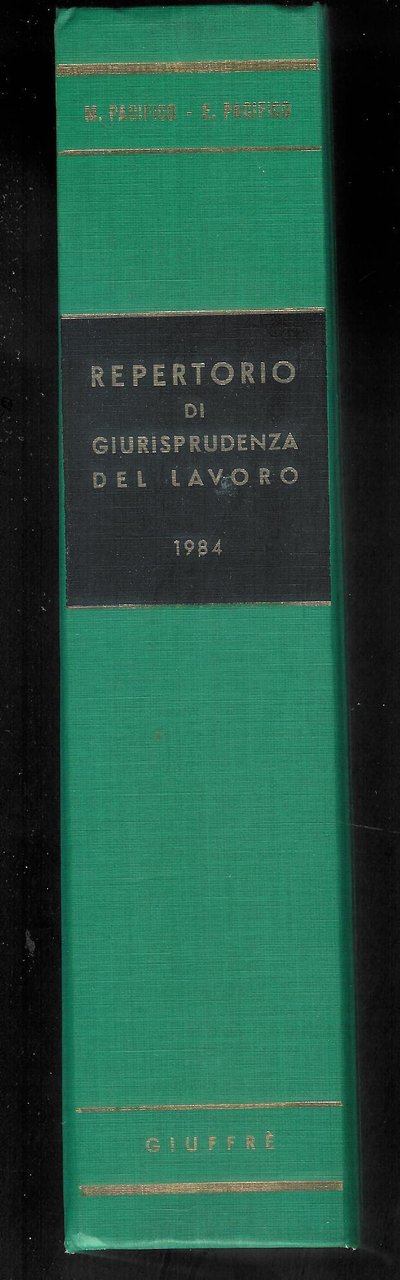 M. PACIFICO - E. PACIFICO
REPERTORIO
DI
GIURISPRUDENZA
DEL LAVORO
1984
GIUFFRÈ